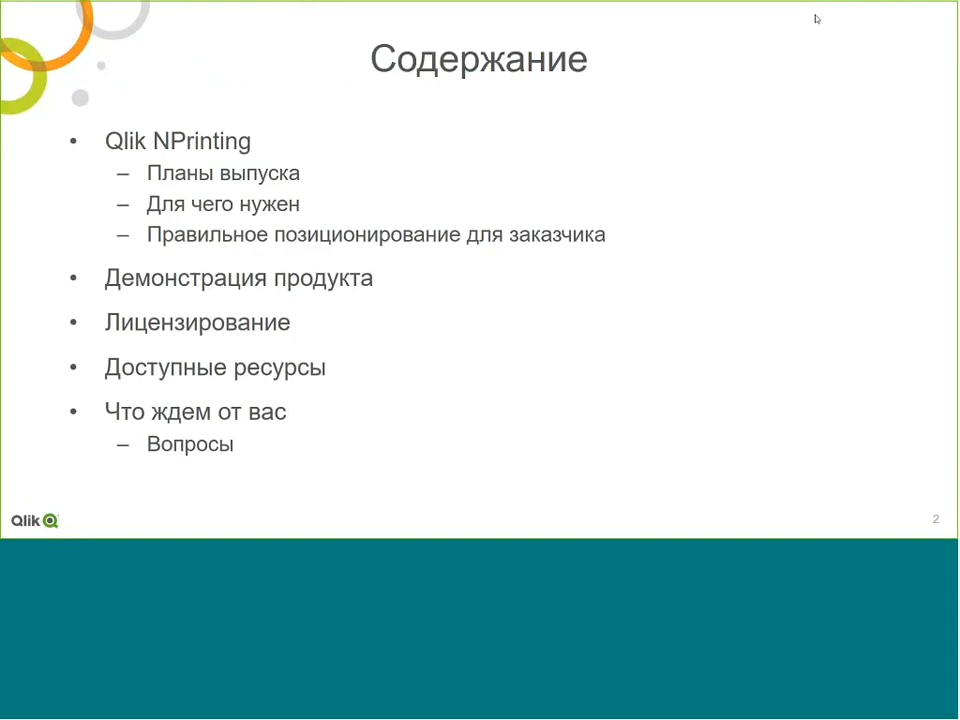 Содержание
• Qlik NPrinting
– Планы выпуска
– Для чего нужен
– Правильное позиционирование для заказчика
• Демонстрация продукта
• Лицензирование
• Доступные ресурсы
• Что ждем от вас
– Вопросы
Qlik
2